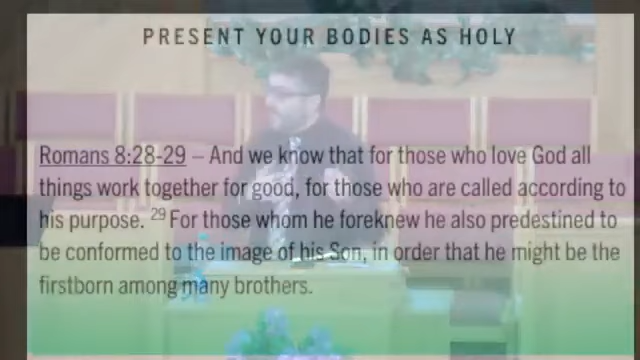 PRESENT YOUR BODIES AS HOLY
Romans 8:28-29 – And we know that for those who love God all
things work together for good, for those who are called according to
his purpose. 29 For those whom he foreknew he also predestined to
be conformed to the image of his Son, in order that he might be the
firstborn among many brothers.